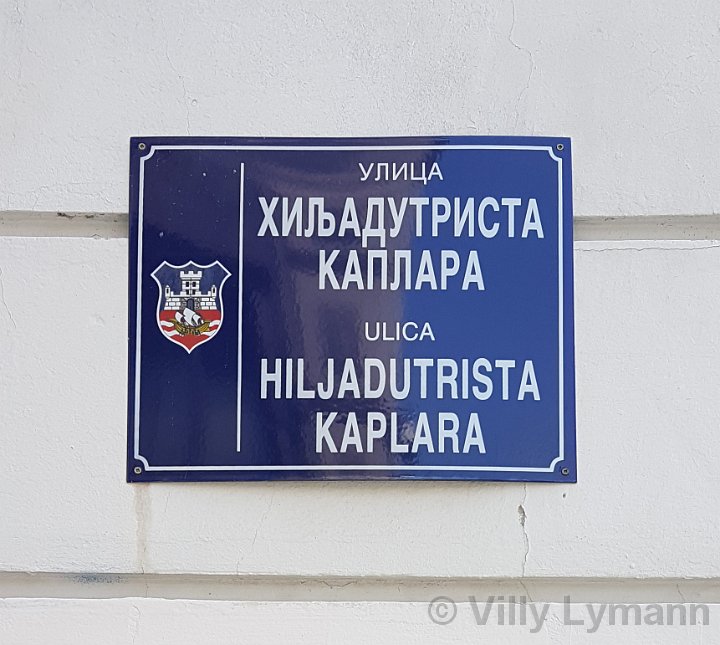 УЛИЦА
ХИЉАДУТРИСТА
КАПЛАРА
ULICA
HILJADUTRISTA
KAPLARA
© Villy Lymann